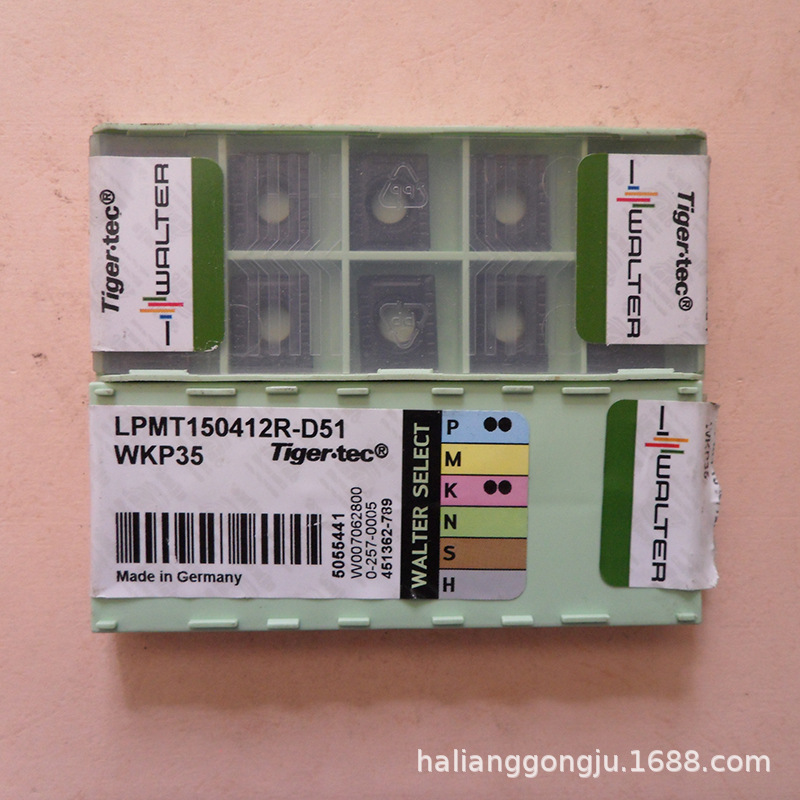 Tiger·tec®
WALTER
WALTER
Tiger·tec®
LPMT150412R-D51
WKP35
Tiger·tec®
5055441
W007062800
0-257-0005
451362-789
Made in Germany
WALTER SELECT
P
M
K
N
S
H
WALTER
halianggongju.1688.com